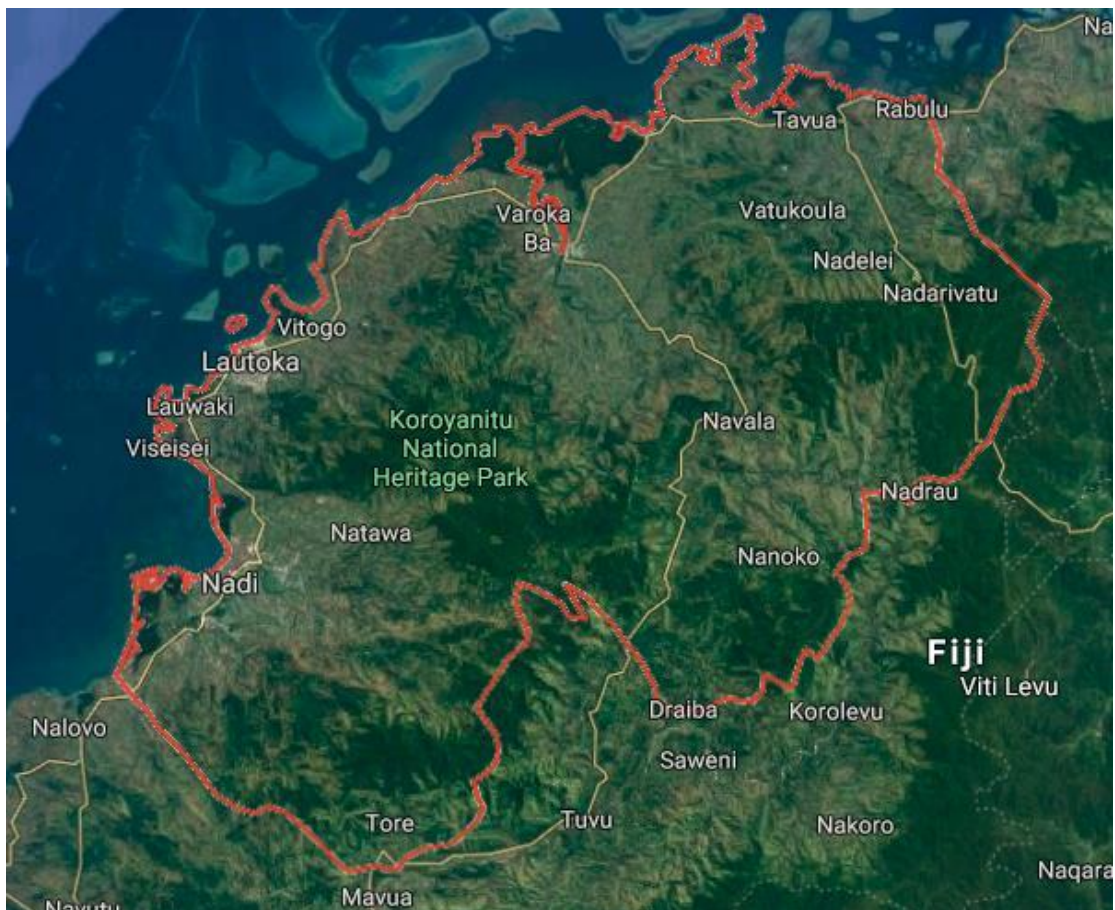 Na
Tavua
Rabulu
Varoka
Ba
Vatukoula
Nadelei
Nadarivatu
Vitogo
Lautoka
Lauwaki
Viseisei
Koroyanitu
National
Heritage Park
Navala
Nadrau
Natawa
Nanoko
Nadi
Fiji
Viti Levu
Draiba
Korolevu
Nalovo
Saweni
Tore
Tuvu
Nakoro
Naqara
Mavua
Navutu